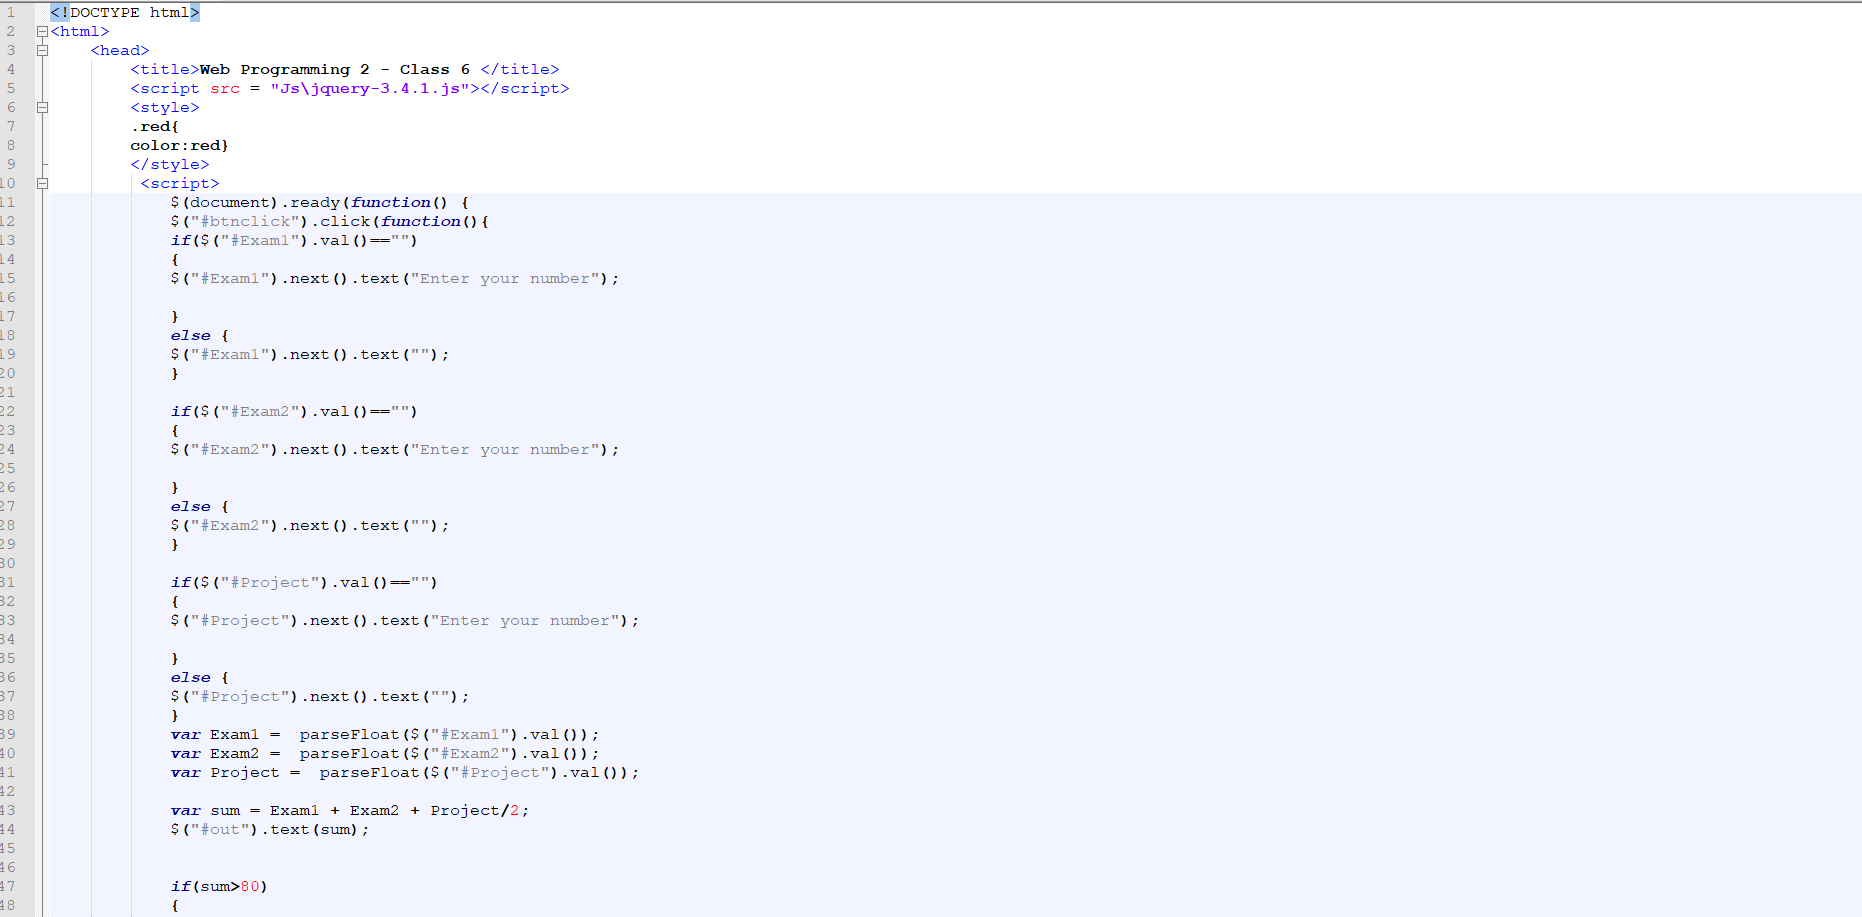 1 <!DOCTYPE html>
2 <html>
3 <head>
4 <title>Web Programming 2 - Class 6 </title>
5 <script src = "Js\jquery-3.4.1.js"></script>
6 <style>
7 .red{
8 color:red}
9 </style>
10 <script>
11 $(document).ready(function() {
12 $("#btnclick").click(function(){
13 if($("#Exam1").val()=="")
14 {
15 $("#Exam1").next().text("Enter your number");
16
17 }
18 else {
19 $("#Exam1").next().text("");
20 }
21
22 if($("#Exam2").val()=="")
23 {
24 $("#Exam2").next().text("Enter your number");
25
26 }
27 else {
28 $("#Exam2").next().text("");
29 }
30
31 if($("#Project").val()=="")
32 {
33 $("#Project").next().text("Enter your number");
34
35 }
36 else {
37 $("#Project").next().text("");
38 }
39 var Exam1 =  parseFloat($("#Exam1").val());
40 var Exam2 =  parseFloat($("#Exam2").val());
41 var Project =  parseFloat($("#Project").val());
42
43 var sum = Exam1 + Exam2 + Project/2;
44 $("#out").text(sum);
45
46
47 if(sum>80)
48 {